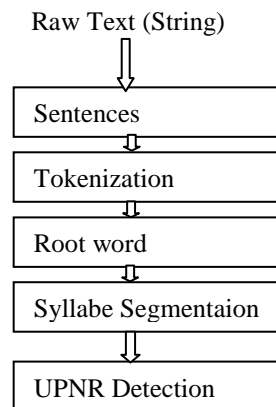 Raw Text (String)
Sentences
Tokenization
Root word
Syllabe Segmentaion
UPNR Detection